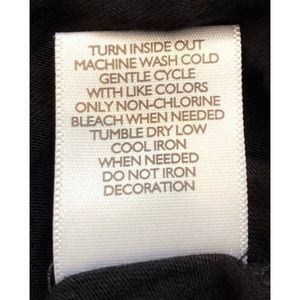 TURN INSIDE OUT
MACHINE WASH COLD
GENTLE CYCLE
WITH LIKE COLORS
ONLY NON-CHLORINE
BLEACH WHEN NEEDED
TUMBLE DRY LOW
COOL IRON
WHEN NEEDED
DO NOT IRON
DECORATION